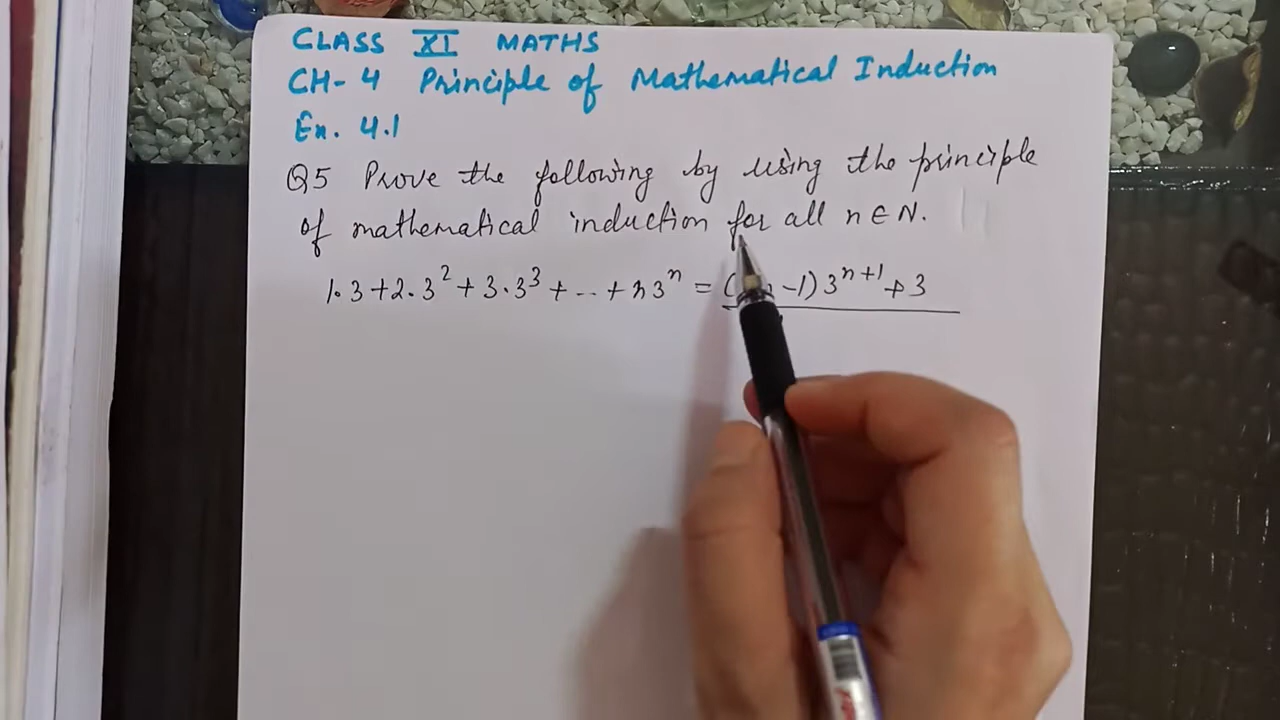 CLASS XI MATHS
CH-4 Principle of Mathematical Induction
Ex. 4.1
Q5 Prove the following by using the principle
of mathematical induction for all n ∈ N.
1.3 + 2.3² + 3.3³ + - .. + n3ⁿ = ( -1) 3ⁿ⁺¹ + 3